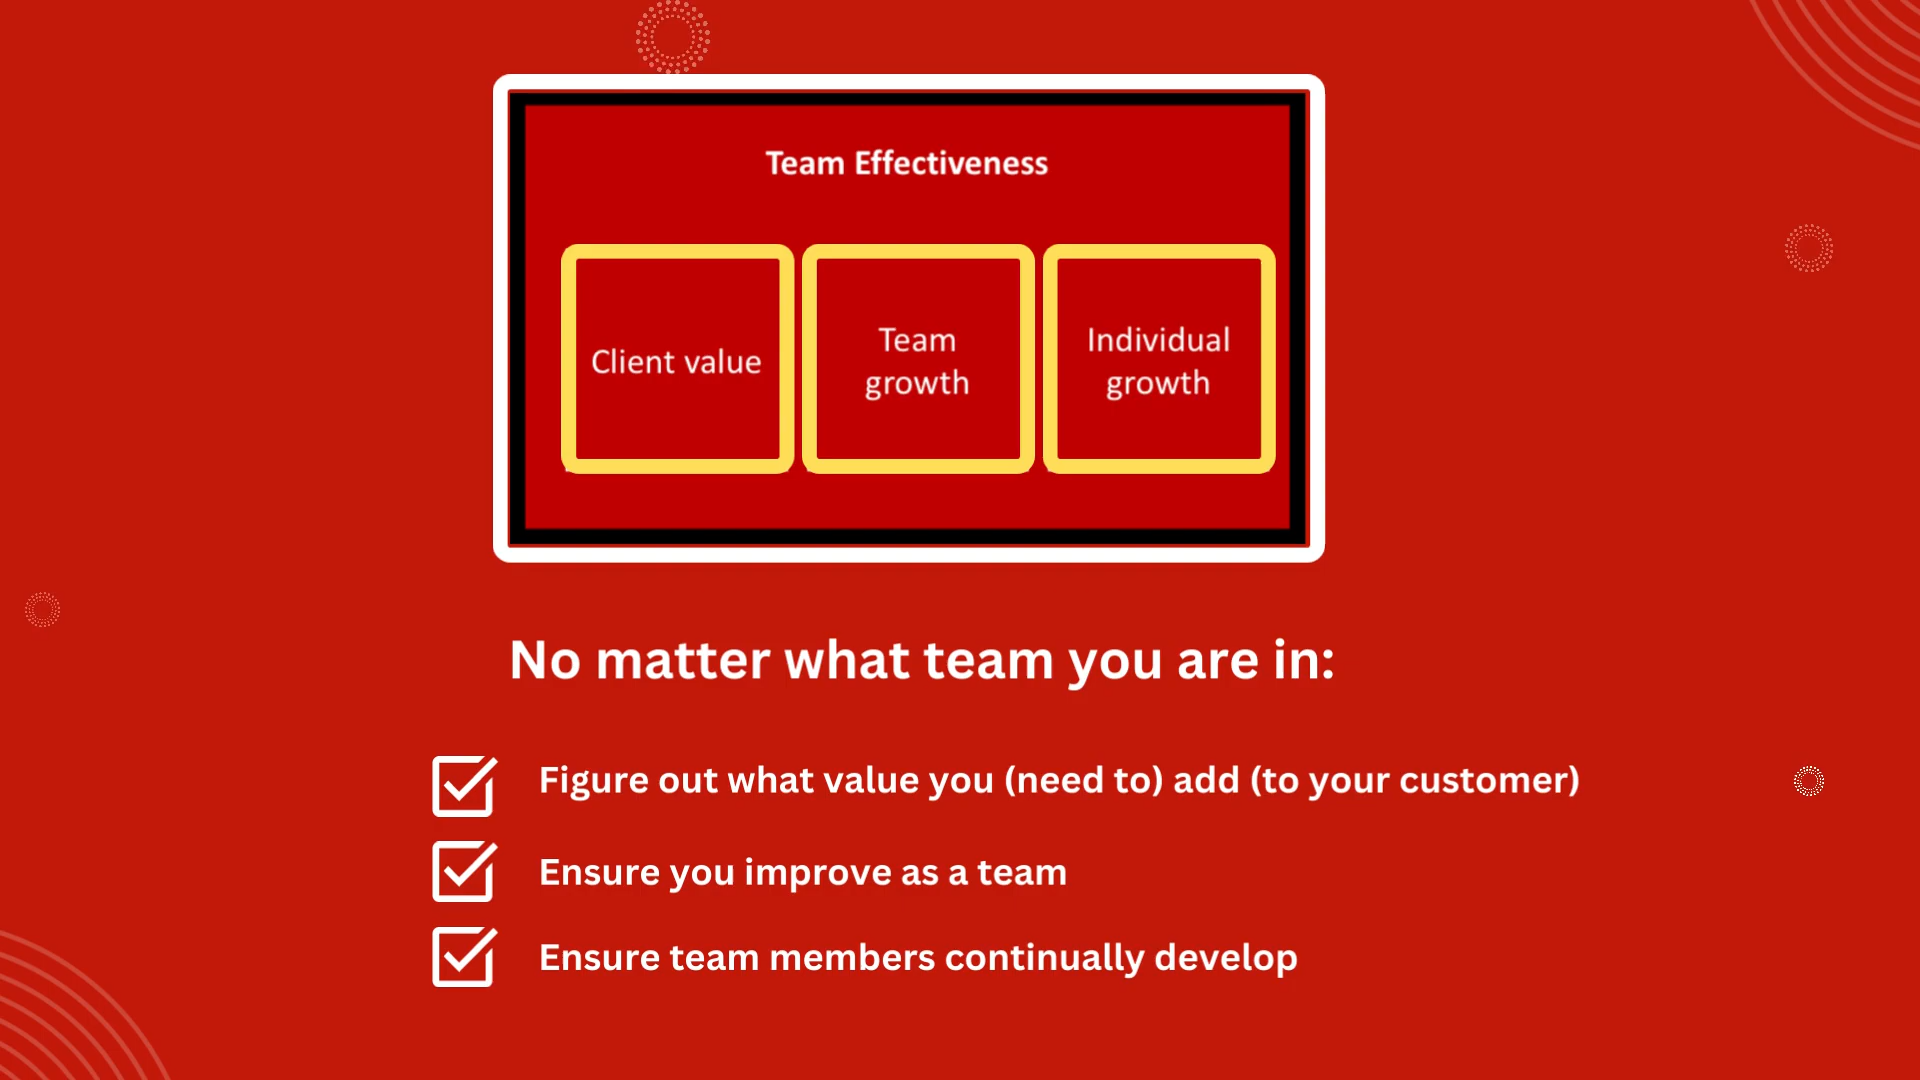 Team Effectiveness
Client value
Team
growth
Individual
growth
No matter what team you are in:
Figure out what value you (need to) add (to your customer)
Ensure you improve as a team
Ensure team members continually develop